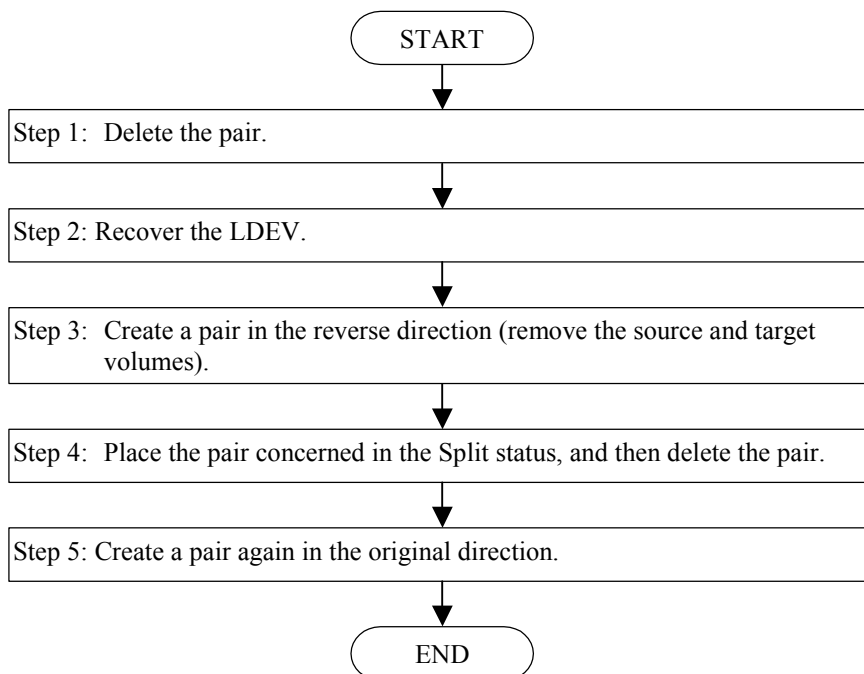 START
Step 1: Delete the pair.
Step 2: Recover the LDEV.
Step 3: Create a pair in the reverse direction (remove the source and target
volumes).
Step 4: Place the pair concerned in the Split status, and then delete the pair.
Step 5: Create a pair again in the original direction.
END